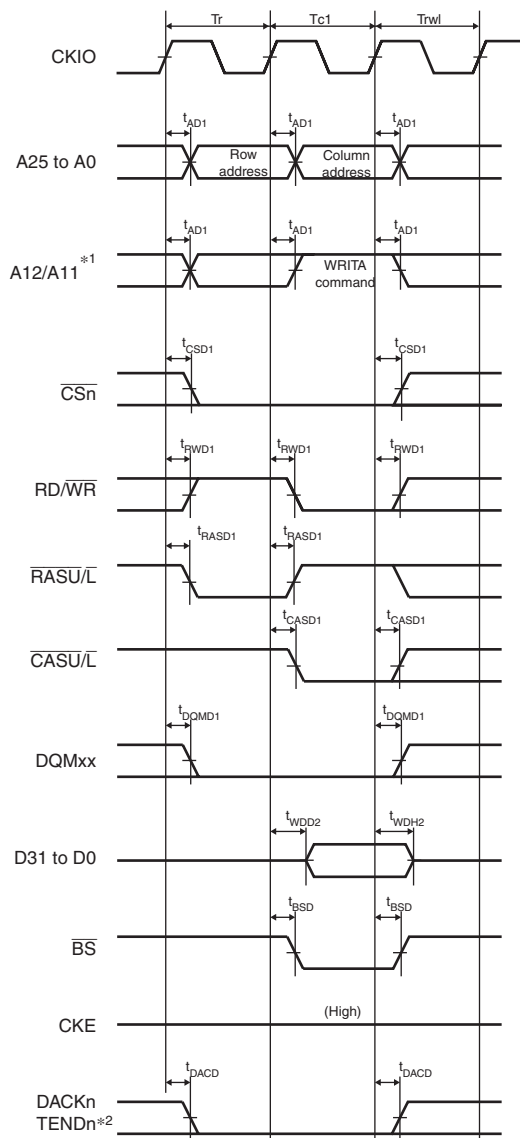 Tr Tc1 Trwl
CKIO
tAD1 tAD1 tAD1
A25 to A0
Row address
Column address
tAD1 tAD1 tAD1
A12/A11 *1
WRITA command
tCSD1 tCSD1
CSn
tRWD1 tRWD1 tRWD1
RD/WR
tRASD1 tRASD1
RASU/L
tCASD1 tCASD1
CASU/L
tDQMD1 tDQMD1
DQMxx
tWDD2 tWDH2
D31 to D0
tBSD tBSD
BS
(High)
CKE
tDACD tDACD
DACKn
TENDn*2